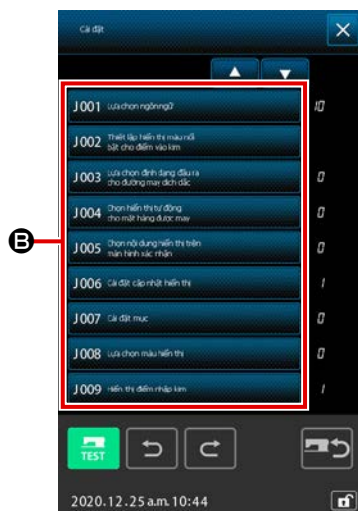 Cài đặt
J001 Lựa chọn ngôn ngữ 10
J002 Thiết lập hiển thị màu nổi
bật cho điểm vào kim
J003 Lựa chọn định dạng đầu ra
cho đường may dích dắc 0
J004 Chọn hiển thị tự động
cho mặt hàng được may 0
B
J005 Chọn nội dung hiển thị trên
màn hình xác nhận 0
J006 Cài đặt cập nhật hiển thị 1
J007 Cài đặt mục 0
J008 Lựa chọn màu hiển thị 0
J009 Hiển thị điểm nhập kim 1
TEST
2020.12.25 a.m. 10:44